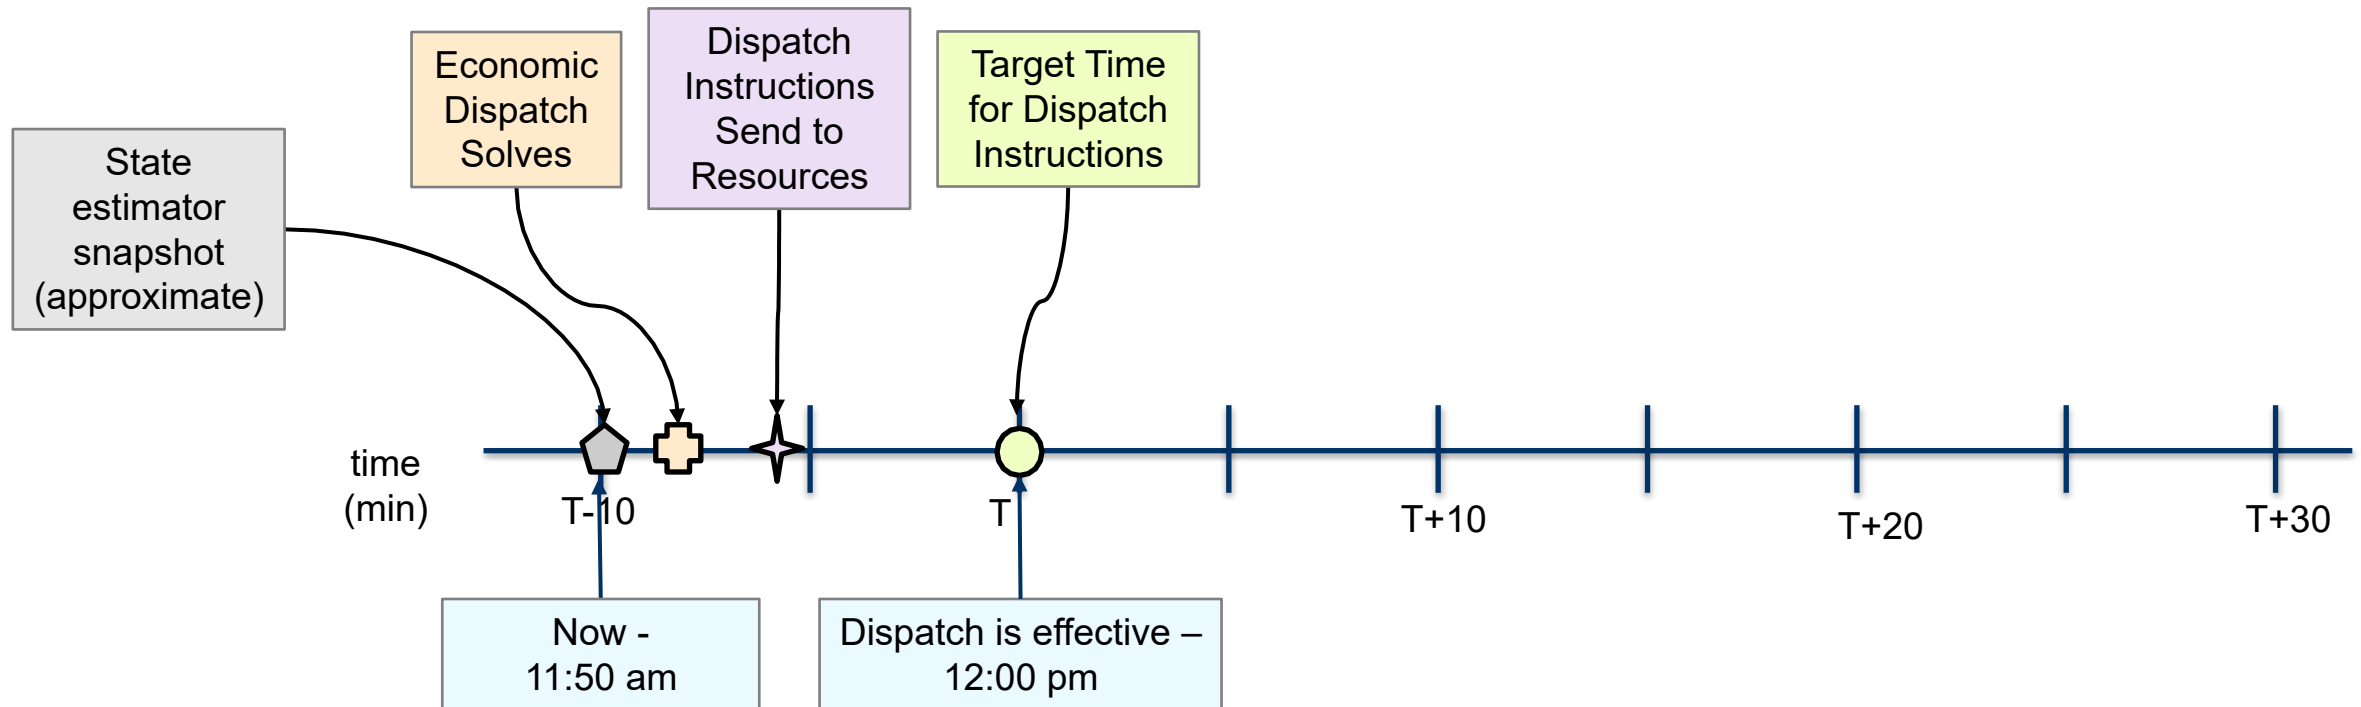 Economic
Dispatch
Solves
Dispatch
Instructions
Send to
Resources
Target Time
for Dispatch
Instructions
State
estimator
snapshot
(approximate)
time
(min)
T-10
T
T+10
T+20
T+30
Now -
11:50 am
Dispatch is effective –
12:00 pm